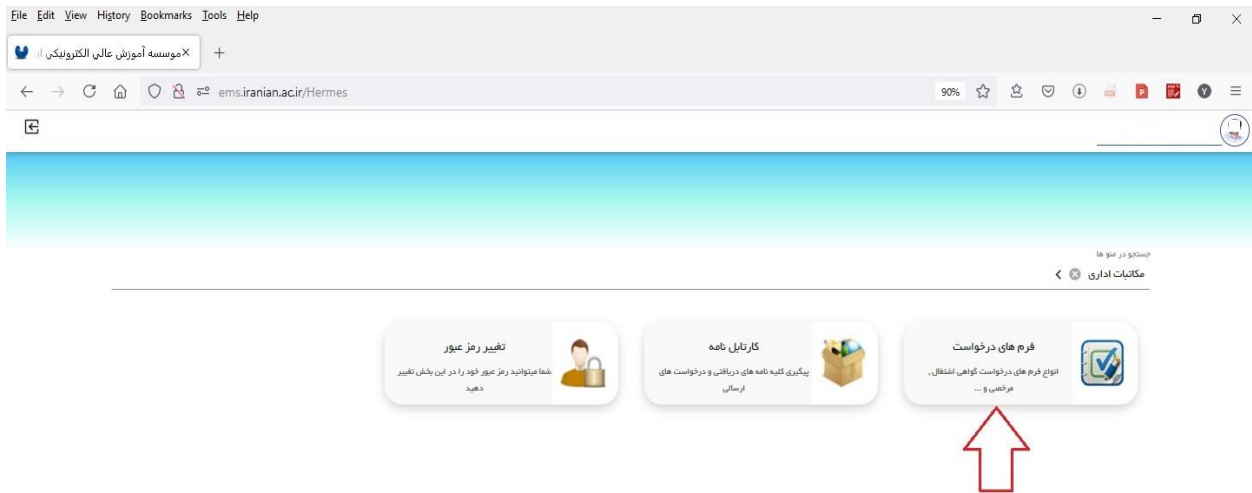 File Edit View History Bookmarks Tools Help
موسسه آموزش عالی الکترونیکی
ems.iranian.ac.ir/Hermes
90%
جستجو در منو ها
مکاتبات اداری
فرم های درخواست
انواع فرم های درخواست گواهی اشتغال ,
مرخصی و ...
کارتابل نامه
پیگیری کلیه نامه های دریافتی و درخواست های
ارسالی
تغییر رمز عبور
شما میتوانید رمز عبور خود را در این بخش تغییر
دهید